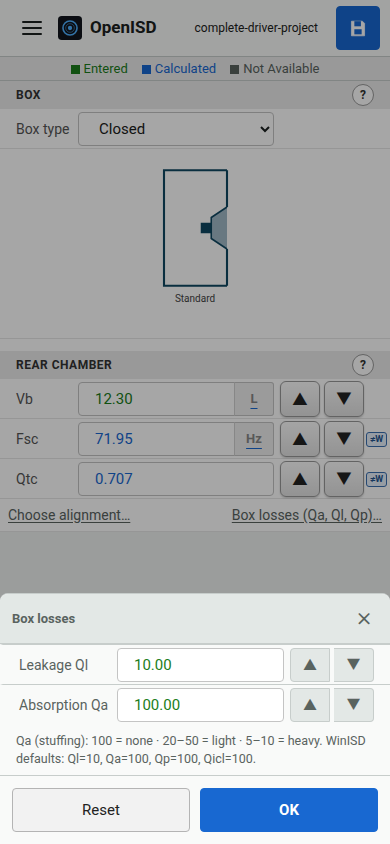 OpenISD complete-driver-project
Entered Calculated Not Available
BOX ?
Box type Closed
Standard
REAR CHAMBER ?
Vb 12.30 L ▲ ▼
Fsc 71.95 Hz ▲ ▼ ≠W
Qtc 0.707 ▲ ▼ ≠W
Choose alignment... Box losses (Qa, Ql, Qp)...
Box losses ×
Leakage Ql 10.00 ▲ ▼
Absorption Qa 100.00 ▲ ▼
Qa (stuffing): 100 = none · 20–50 = light · 5–10 = heavy. WinISD
defaults: Ql=10, Qa=100, Qp=100, Qicl=100.
Reset OK